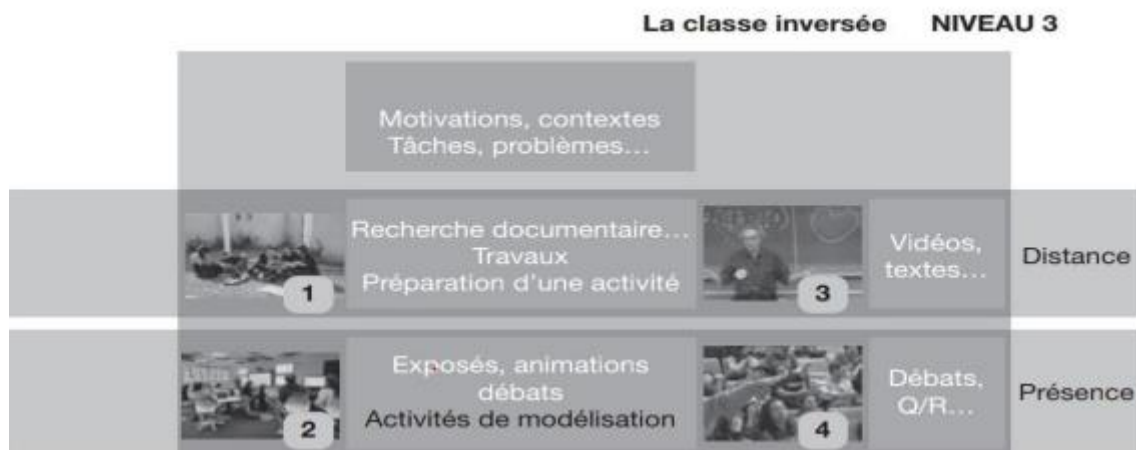 La classe inversée NIVEAU 3
Motivations, contextes
Tâches, problèmes…
Recherche documentaire…
Travaux
Préparation d'une activité
1
3
Vidéos,
textes…
Distance
Exposés, animations
débats
Activités de modélisation
2
4
Débats,
Q/R…
Présence